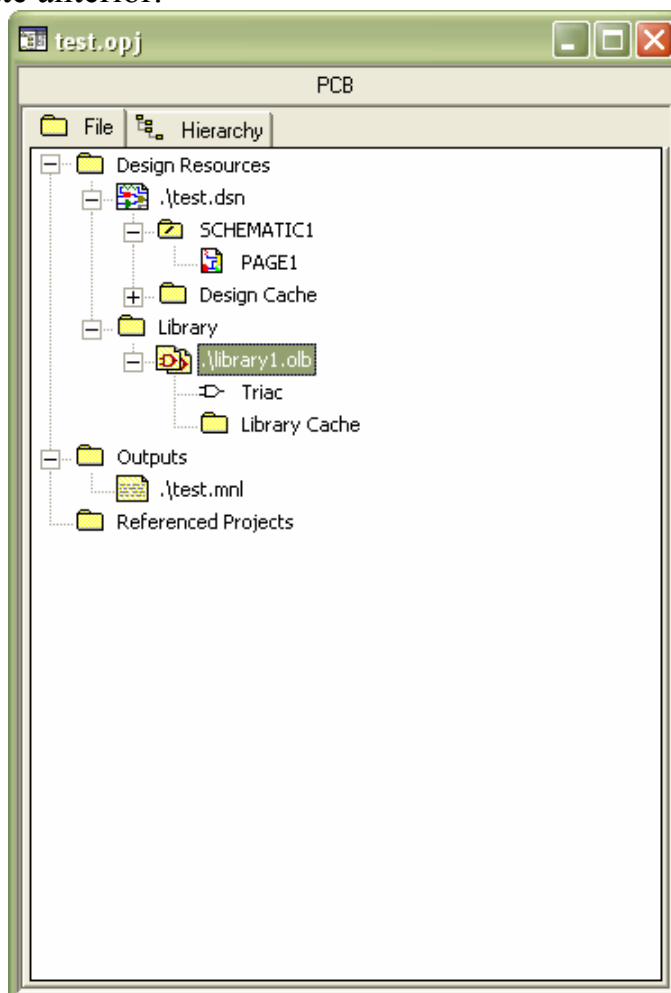 anterior.
test.opj
PCB
File Hierarchy
Design Resources
.\test.dsn
SCHEMATIC1
PAGE1
Design Cache
Library
.\library1.olb
Triac
Library Cache
Outputs
.\test.mnl
Referenced Projects